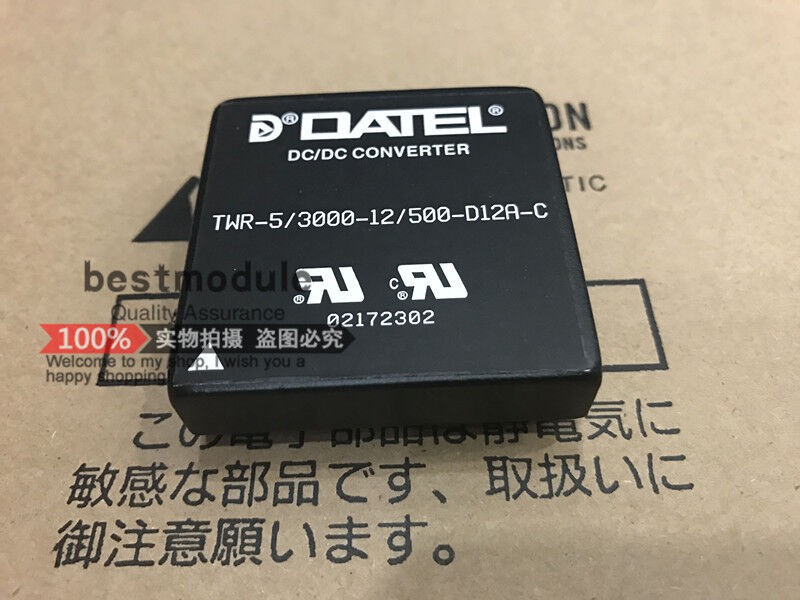 DATEL®
DC/DC CONVERTER
TWR-5/3000-12/500-D12A-C
02172302
ON
ONS
TIC
bestmodule
Quality Assurance
100% 实物拍摄 盗图必究
Welcome to my shop, I wish you a
happy shopping!
この電子部品は静電気に
敏感な部品です、取扱いに
御注意願います。